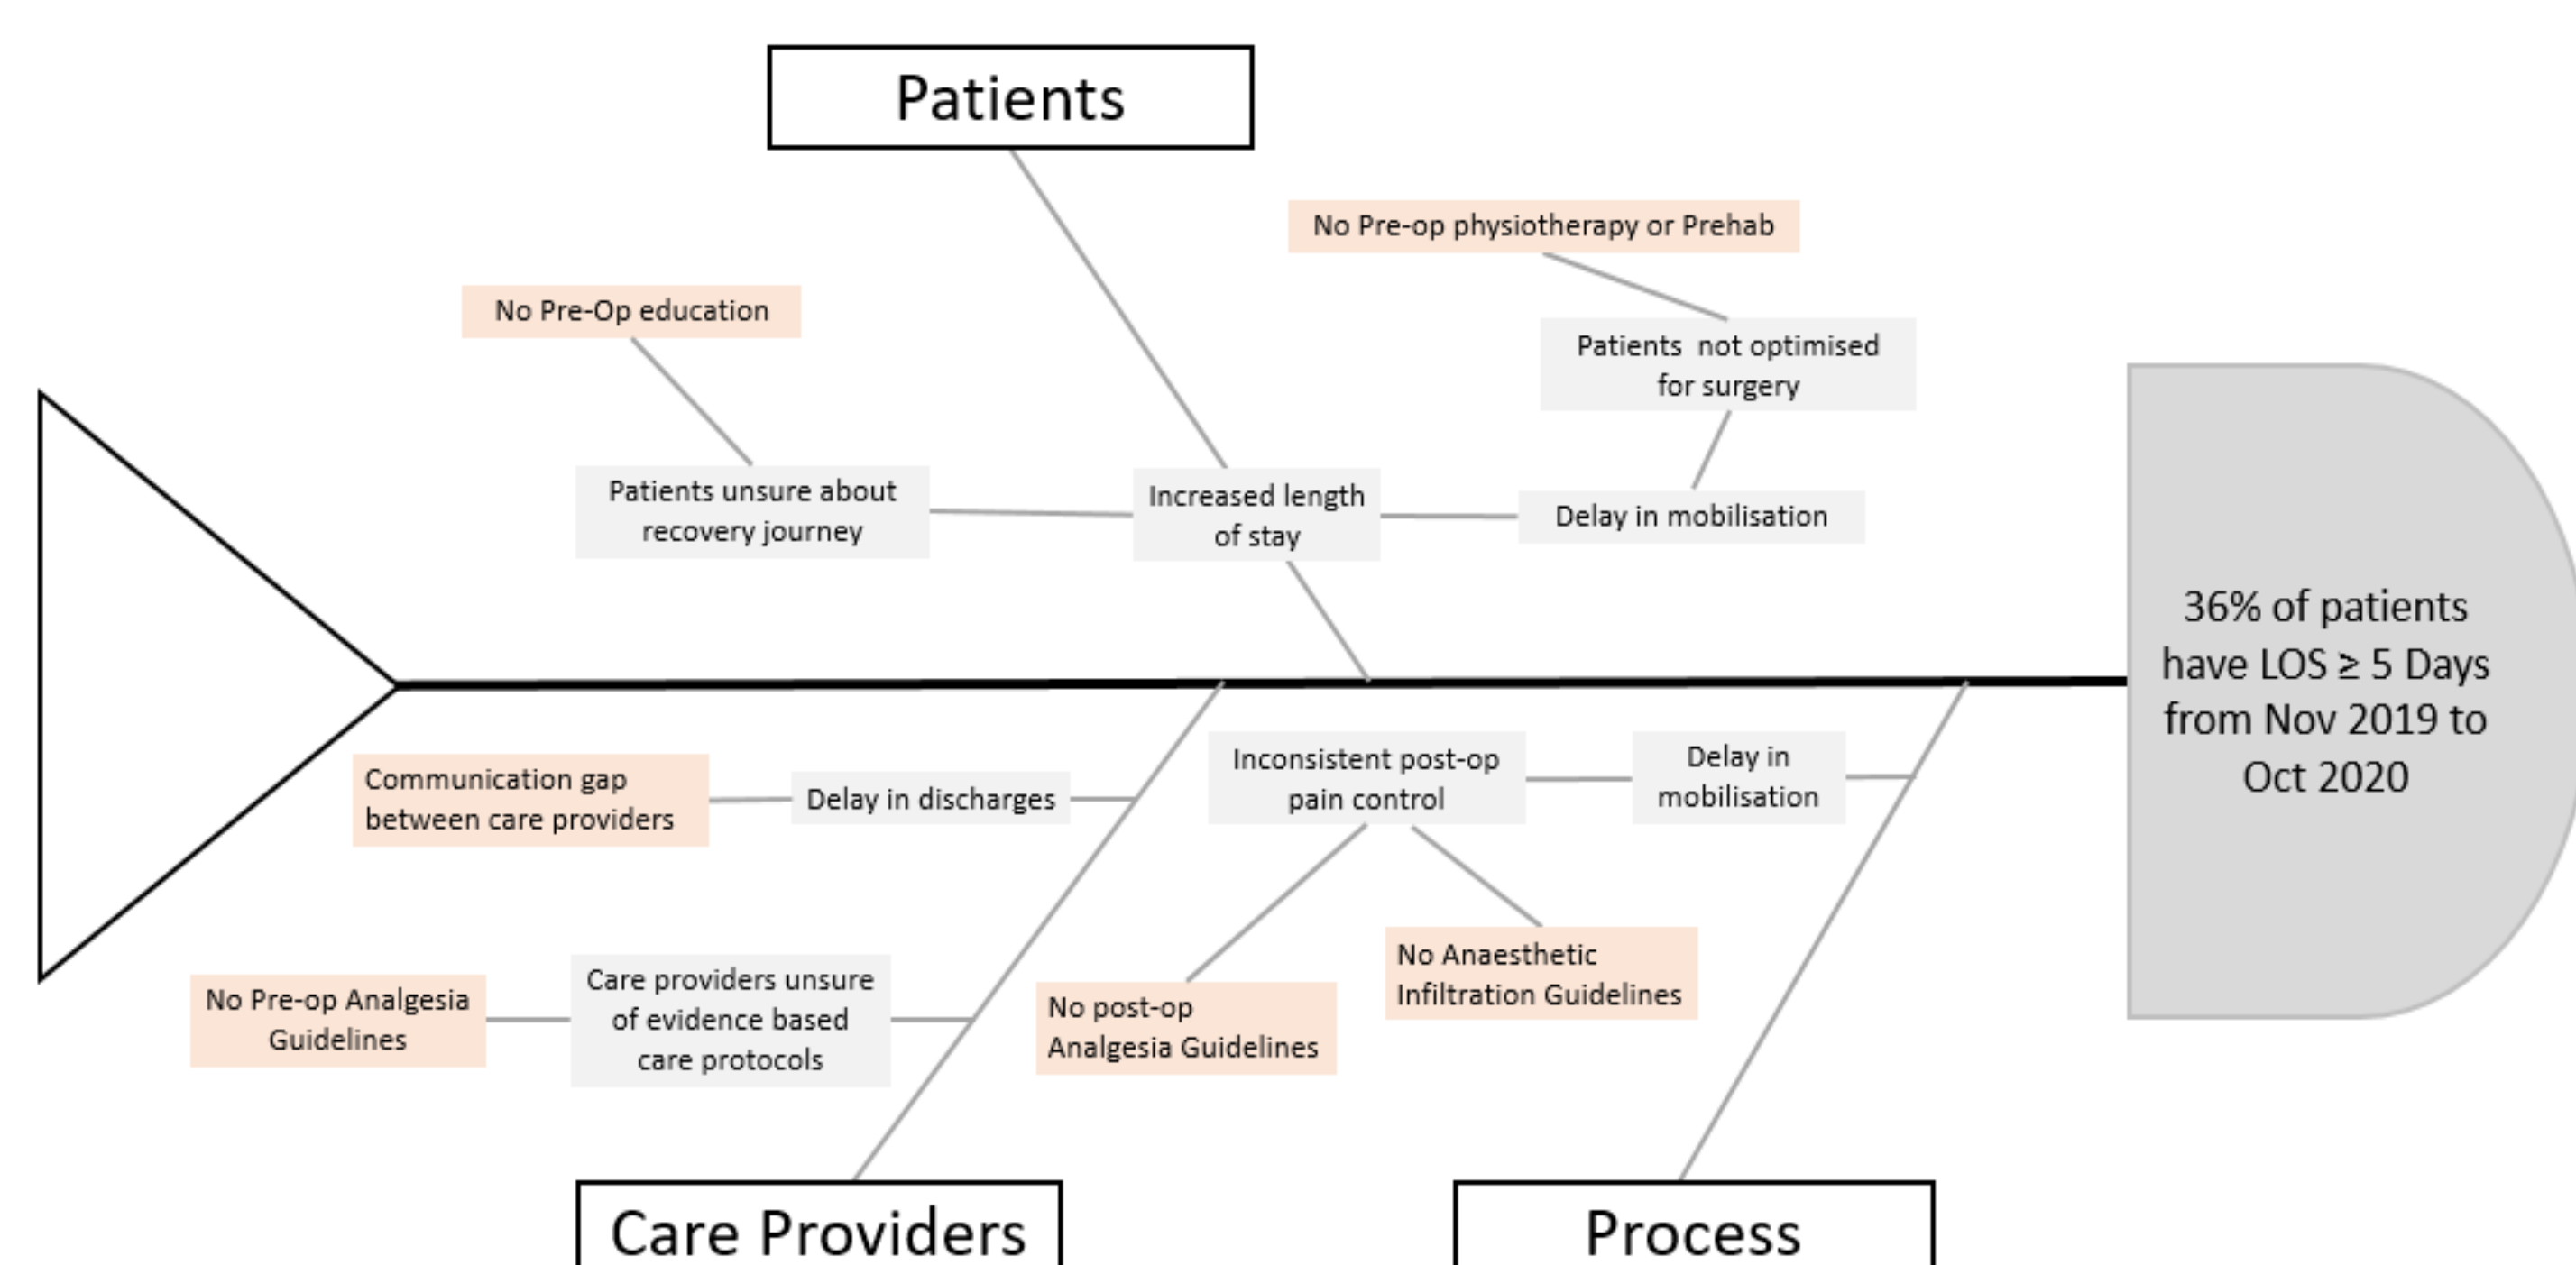 Patients
No Pre-op physiotherapy or Prehab
No Pre-Op education
Patients  not optimised
for surgery
Patients unsure about
recovery journey
Increased length
of stay
Delay in mobilisation
36% of patients
have LOS ≥ 5 Days
from Nov 2019 to
Oct 2020
Communication gap
between care providers
Delay in discharges
Inconsistent post-op
pain control
Delay in
mobilisation
No Pre-op Analgesia
Guidelines
Care providers unsure
of evidence based
care protocols
No post-op
Analgesia Guidelines
No Anaesthetic
Infiltration Guidelines
Care Providers
Process